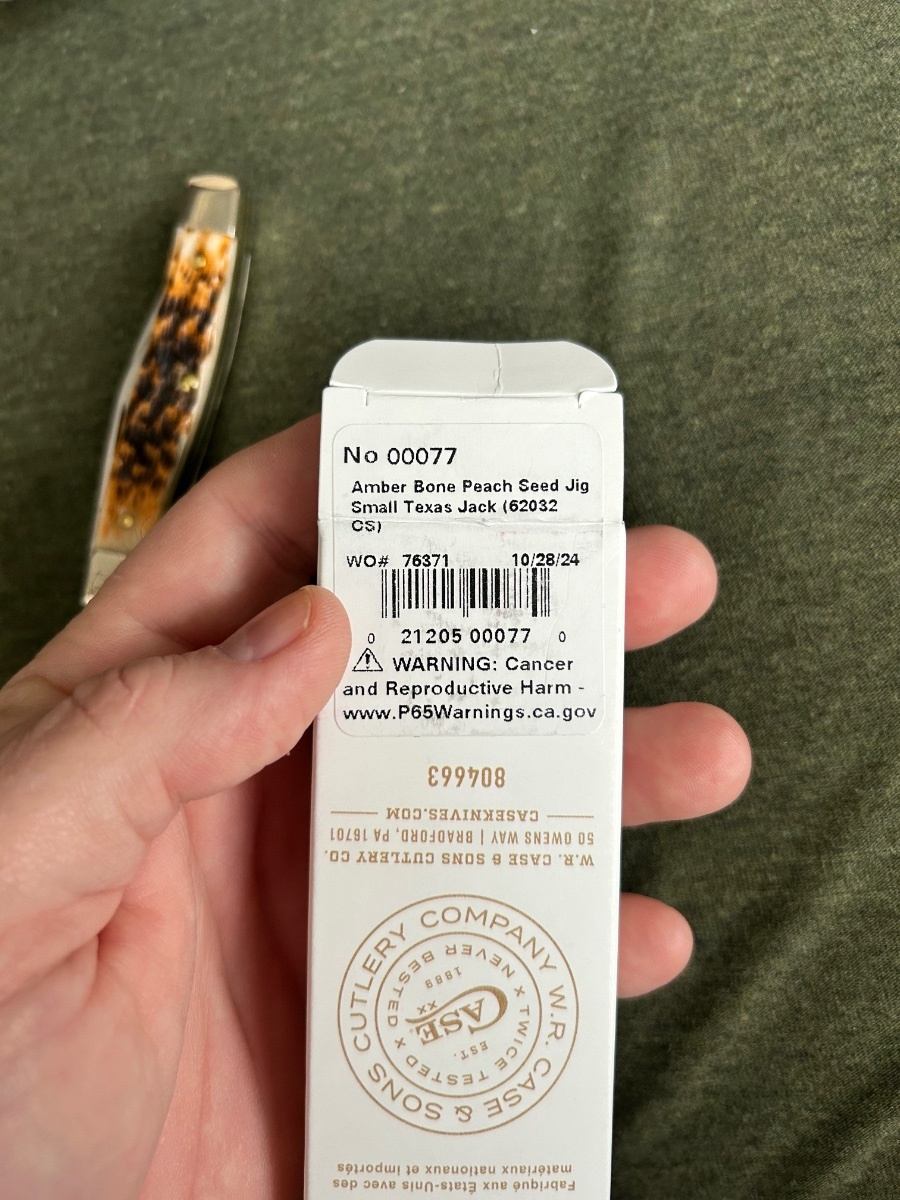 No 00077
Amber Bone Peach Seed Jig
Small Texas Jack (62032
CS)
WO# 76371 10/28/24
0 21205 00077 0
WARNING: Cancer
and Reproductive Harm -
www.P65Warnings.ca.gov
804663
CASEKNIVES.COM
50 OWENS WAY | BRADFORD, PA 16701
W.R. CASE & SONS CUTLERY CO.
W.R. CASE & SONS CUTLERY COMPANY
NEVER BESTED x TWICE TESTED x
1889
XX
CASE
EST.
Fabriqué aux États-Unis avec des
matériaux nationaux et importés